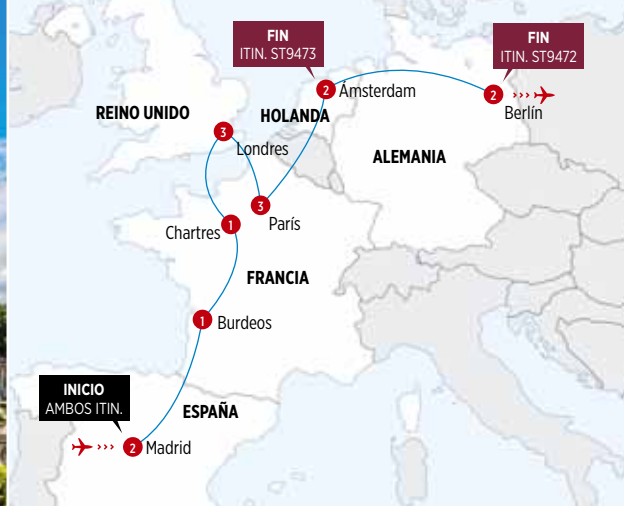 FIN
ITIN. ST9473
FIN
ITIN. ST9472
2
Ámsterdam
2
Berlín
REINO UNIDO
HOLANDA
3
Londres
ALEMANIA
3
París
Chartres
1
FRANCIA
1
Burdeos
INICIO
AMBOS ITIN.
ESPAÑA
2
Madrid